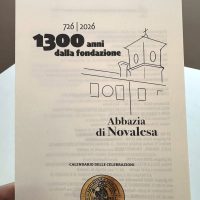 726 | 2026
1300 anni
dalla fondazione
Abbazia
di Novalesa
CALENDARIO DELLE CELEBRAZIONI